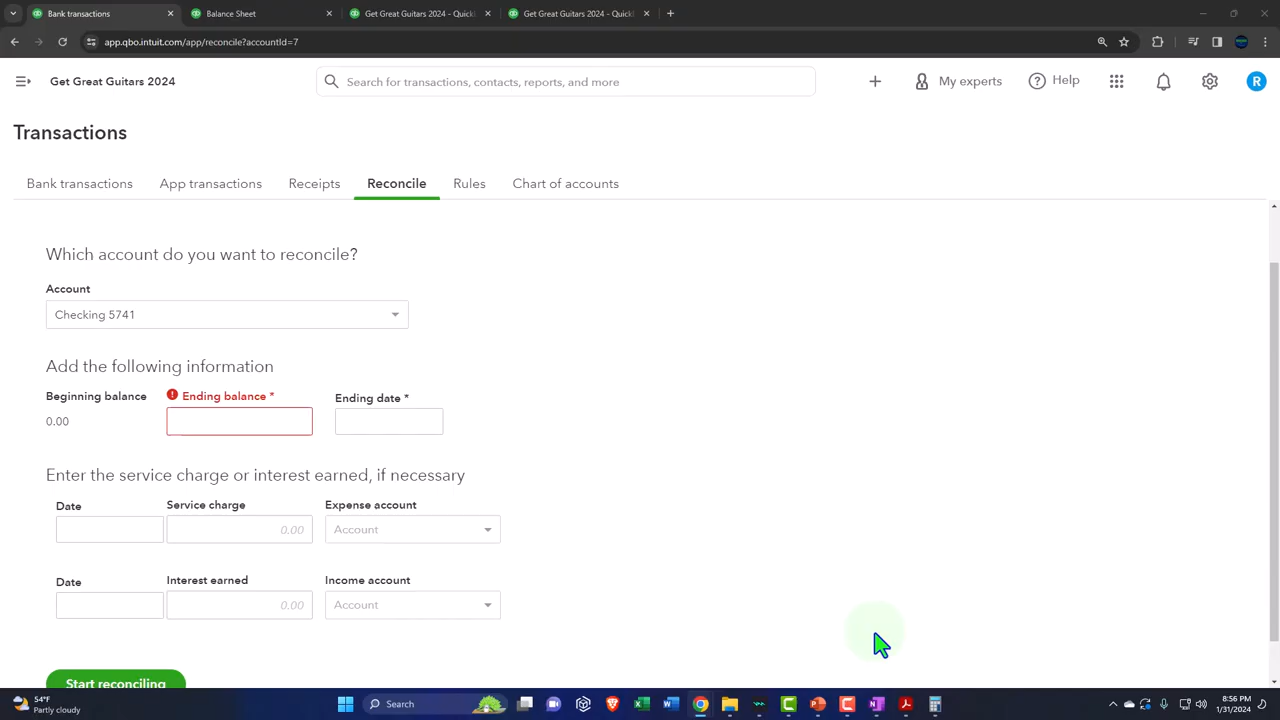 Bank transactions
Balance Sheet
Get Great Guitars 2024 - Quick
Get Great Guitars 2024 - Quick
qbo.intuit.com/app/reconcile?accountId=7
Get Great Guitars 2024
Search for transactions, contacts, reports, and more
My experts
Help
R
Transactions
Bank transactions
App transactions
Receipts
Reconcile
Rules
Chart of accounts
Which account do you want to reconcile?
Account
Checking 5741
Add the following information
Beginning balance
Ending balance *
Ending date *
0.00
Enter the service charge or interest earned, if necessary
Date
Service charge
Expense account
0.00
Account
Date
Interest earned
Income account
0.00
Account
Start reconciling
54°F
Partly cloudy
Search
8:56 PM
1/31/2024